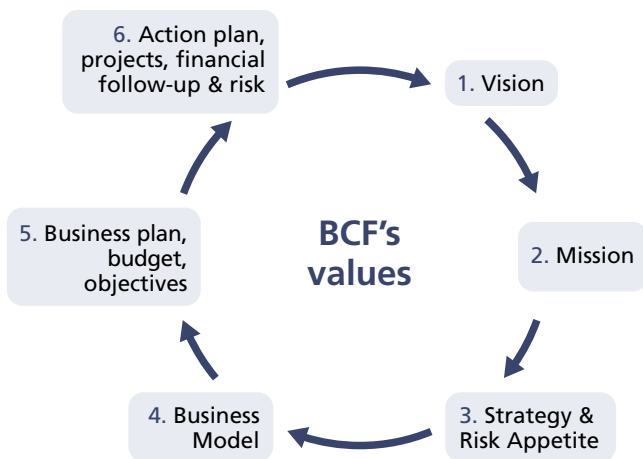 6. Action plan,
projects, financial
follow-up & risk
1. Vision
2. Mission
3. Strategy &
Risk Appetite
4. Business
Model
5. Business plan,
budget,
objectives
BCF's
values